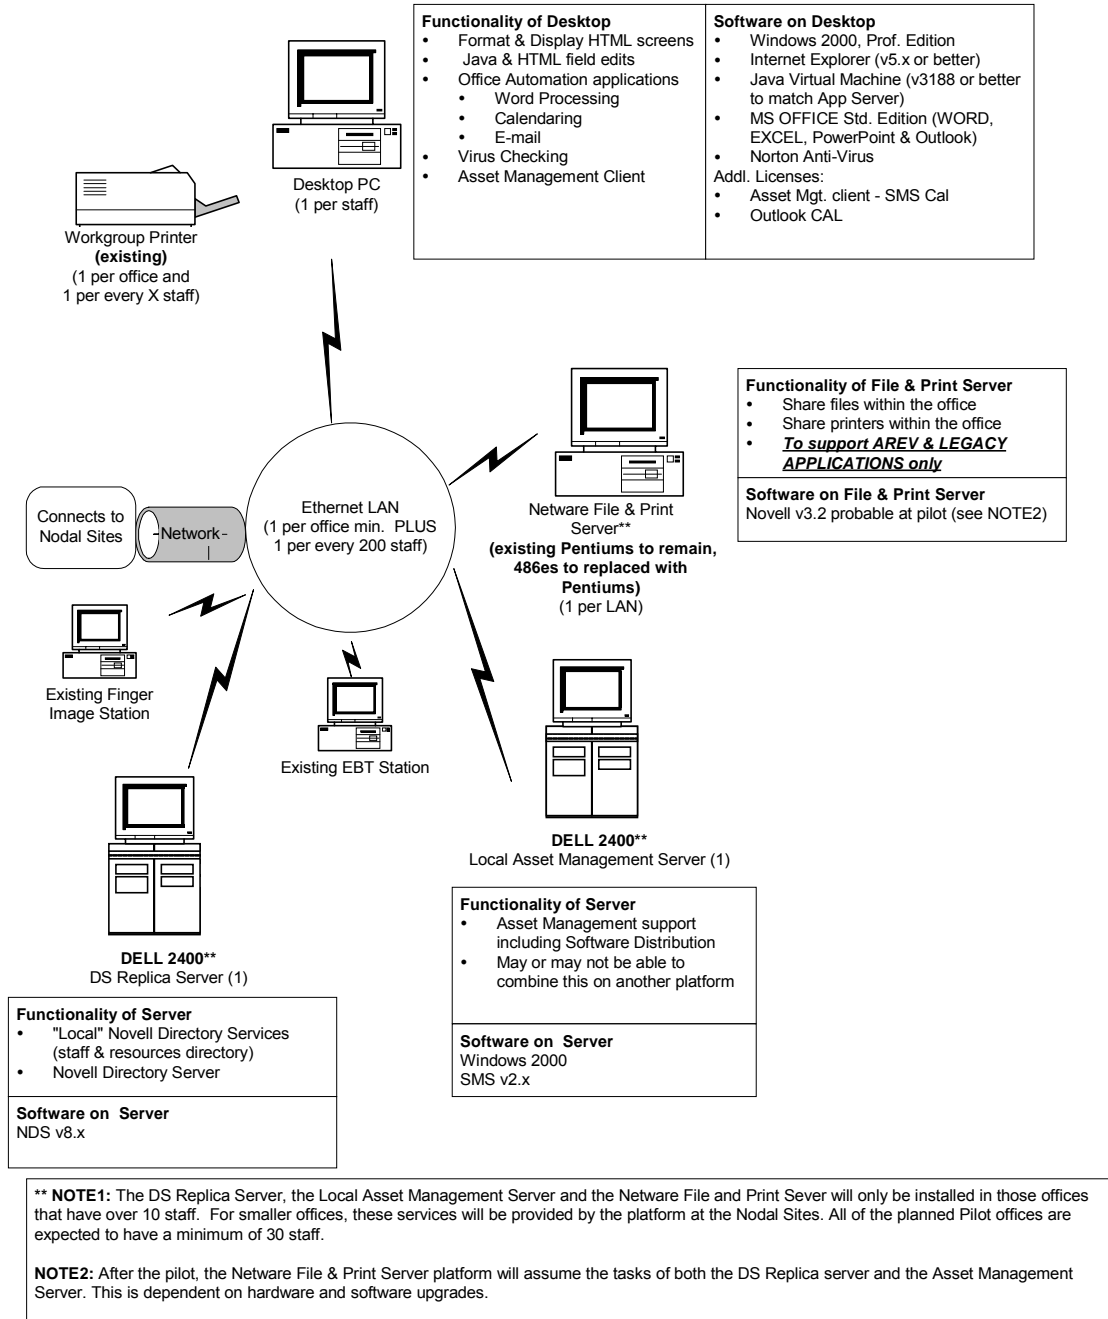 Functionality of Desktop
• Format & Display HTML screens
• Java & HTML field edits
• Office Automation applications
• Word Processing
• Calendaring
• E-mail
• Virus Checking
• Asset Management Client
Software on Desktop
• Windows 2000, Prof. Edition
• Internet Explorer (v5.x or better)
• Java Virtual Machine (v3188 or better
to match App Server)
• MS OFFICE Std. Edition (WORD,
EXCEL, PowerPoint & Outlook)
• Norton Anti-Virus
Addl. Licenses:
• Asset Mgt. client - SMS Cal
• Outlook CAL
Desktop PC
(1 per staff)
Workgroup Printer
(existing)
(1 per office and
1 per every X staff)
Functionality of File & Print Server
• Share files within the office
• Share printers within the office
• To support AREV & LEGACY
APPLICATIONS only
Software on File & Print Server
Novell v3.2 probable at pilot (see NOTE2)
Netware File & Print
Server**
(existing Pentiums to remain,
486es to replaced with
Pentiums)
(1 per LAN)
Ethernet LAN
(1 per office min. PLUS
1 per every 200 staff)
Connects to
Nodal Sites
Network
Existing Finger
Image Station
Existing EBT Station
DELL 2400**
Local Asset Management Server (1)
Functionality of Server
• Asset Management support
including Software Distribution
• May or may not be able to
combine this on another platform
Software on Server
Windows 2000
SMS v2.x
DELL 2400**
DS Replica Server (1)
Functionality of Server
• "Local" Novell Directory Services
(staff & resources directory)
• Novell Directory Server
Software on Server
NDS v8.x
** NOTE1: The DS Replica Server, the Local Asset Management Server and the Netware File and Print Sever will only be installed in those offices
that have over 10 staff. For smaller offices, these services will be provided by the platform at the Nodal Sites. All of the planned Pilot offices are
expected to have a minimum of 30 staff.
NOTE2: After the pilot, the Netware File & Print Server platform will assume the tasks of both the DS Replica server and the Asset Management
Server. This is dependent on hardware and software upgrades.